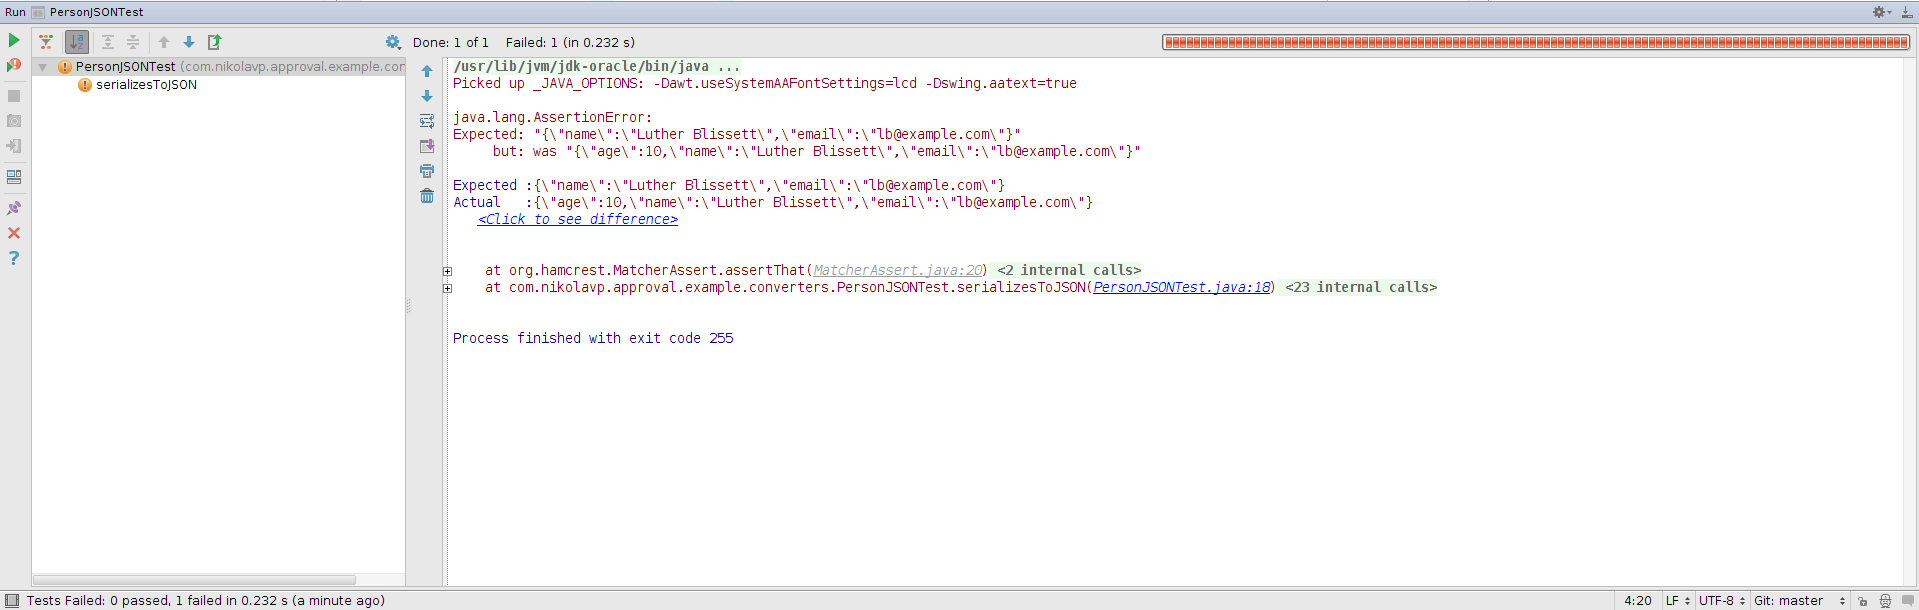 Run PersonJSONTest
Done: 1 of 1 Failed: 1 (in 0.232 s)
PersonJSONTest (com.nikolavp.approval.example.cor
serializesToJSON
/usr/lib/jvm/jdk-oracle/bin/java ...
Picked up _JAVA_OPTIONS: -Dawt.useSystemAAFontSettings=lcd -Dswing.aatext=true
java.lang.AssertionError:
Expected: "{\"name\":\"Luther Blissett\",\"email\":\"lb@example.com\"}"
but: was "{\"age\":10,\"name\":\"Luther Blissett\",\"email\":\"lb@example.com\"}"
Expected :{\"name\":\"Luther Blissett\",\"email\":\"lb@example.com\"}
Actual   :{\"age\":10,\"name\":\"Luther Blissett\",\"email\":\"lb@example.com\"}
<Click to see difference>
at org.hamcrest.MatcherAssert.assertThat(MatcherAssert.java:20) <2 internal calls>
at com.nikolavp.approval.example.converters.PersonJSONTest.serializesToJSON(PersonJSONTest.java:18) <23 internal calls>
Process finished with exit code 255
Tests Failed: 0 passed, 1 failed in 0.232 s (a minute ago)
4:20 LF UTF-8 Git: master